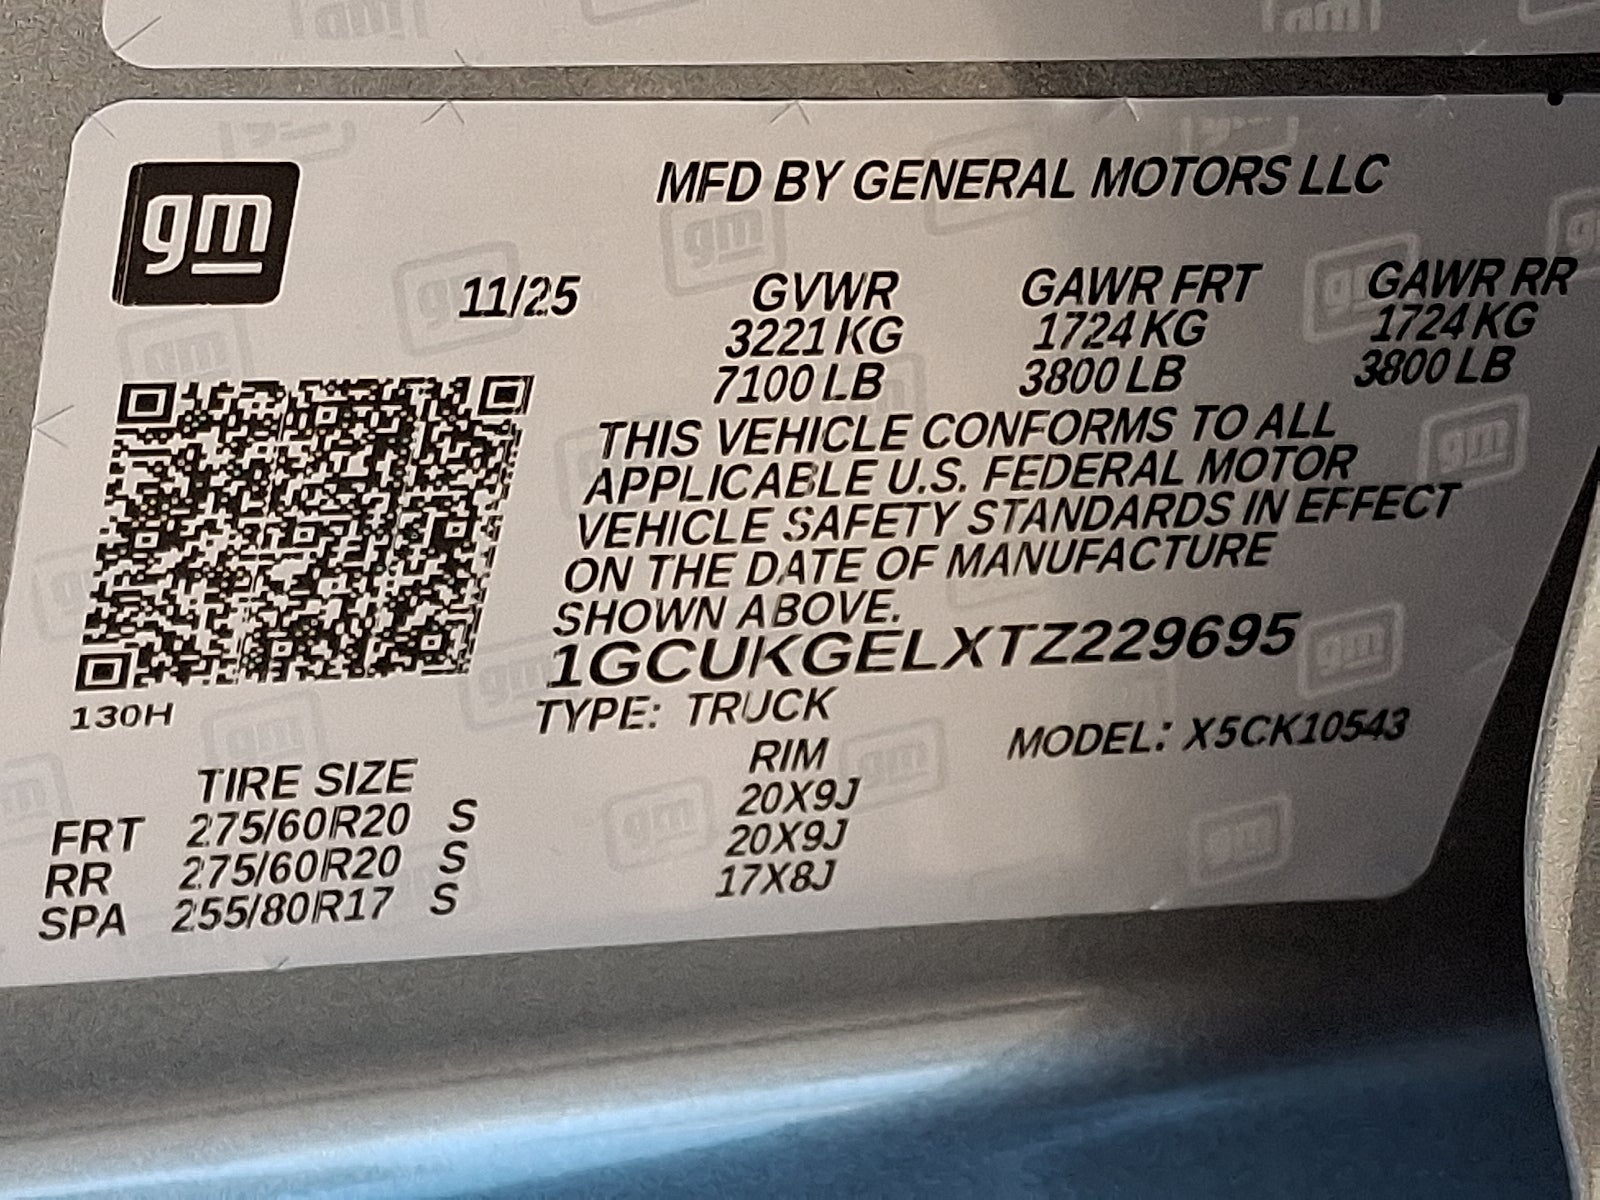 gm
MFD BY GENERAL MOTORS LLC
11/25
GVWR GAWR FRT GAWR RR
3221 KG 1724 KG 1724 KG
7100 LB 3800 LB 3800 LB
THIS VEHICLE CONFORMS TO ALL
APPLICABLE U.S. FEDERAL MOTOR
VEHICLE SAFETY STANDARDS IN EFFECT
ON THE DATE OF MANUFACTURE
SHOWN ABOVE.
1GCUKGELXTZ229695
130H
TYPE: TRUCK
MODEL: X5CK10543
TIRE SIZE RIM
FRT 275/60R20 S 20X9J
RR 275/60R20 S 20X9J
SPA 255/80R17 S 17X8J